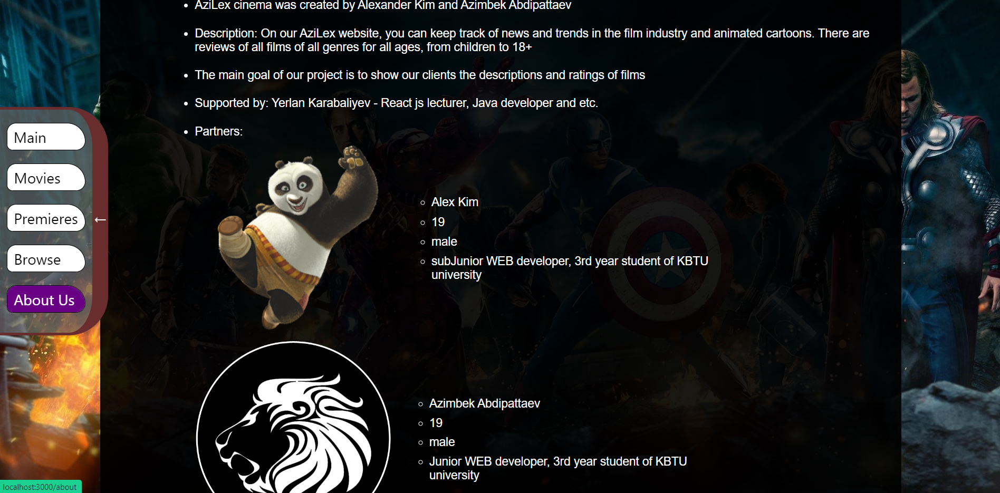 AziLex cinema was created by Alexander Kim and Azimbek Abdipattaev
Description: On our AziLex website, you can keep track of news and trends in the film industry and animated cartoons. There are
reviews of all films of all genres for all ages, from children to 18+
The main goal of our project is to show our clients the descriptions and ratings of films
Supported by: Yerlan Karabaliyev - React js lecturer, Java developer and etc.
Partners:
Main
Movies
Premieres
←
Browse
About Us
Alex Kim
19
male
subJunior WEB developer, 3rd year student of KBTU
university
Azimbek Abdipattaev
19
male
Junior WEB developer, 3rd year student of KBTU
university
localhost:3000/about